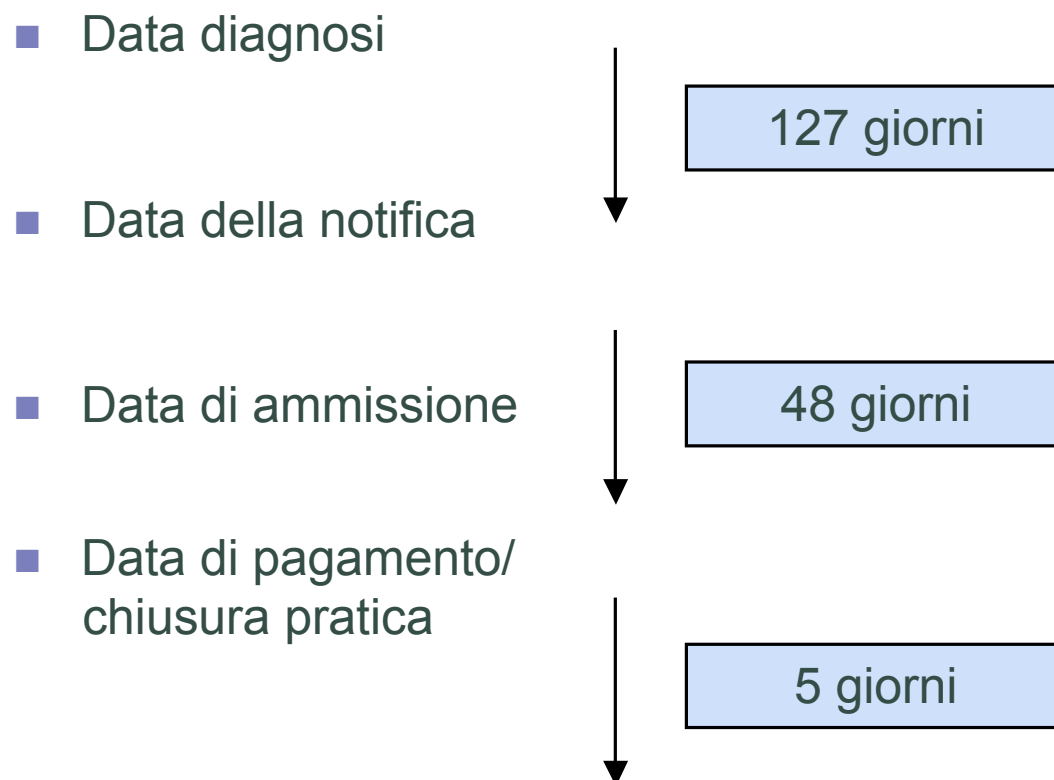 Data diagnosi
127 giorni
Data della notifica
Data di ammissione
48 giorni
Data di pagamento/
chiusura pratica
5 giorni